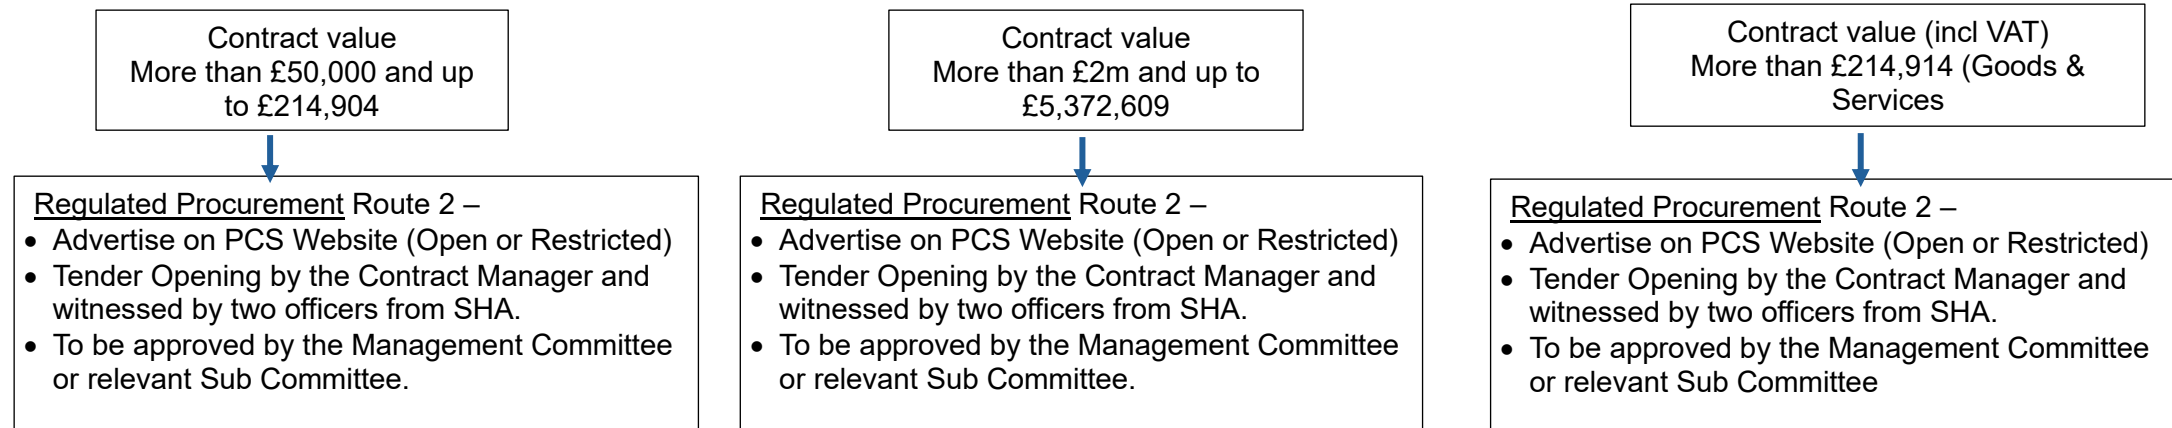 Contract value
More than £50,000 and up
to £214,904
Regulated Procurement Route 2 –
• Advertise on PCS Website (Open or Restricted)
• Tender Opening by the Contract Manager and
witnessed by two officers from SHA.
• To be approved by the Management Committee
or relevant Sub Committee.
Contract value
More than £2m and up to
£5,372,609
Regulated Procurement Route 2 –
• Advertise on PCS Website (Open or Restricted)
• Tender Opening by the Contract Manager and
witnessed by two officers from SHA.
• To be approved by the Management Committee
or relevant Sub Committee.
Contract value (incl VAT)
More than £214,914 (Goods &
Services
Regulated Procurement Route 2 –
• Advertise on PCS Website (Open or Restricted)
• Tender Opening by the Contract Manager and
witnessed by two officers from SHA.
• To be approved by the Management Committee
or relevant Sub Committee